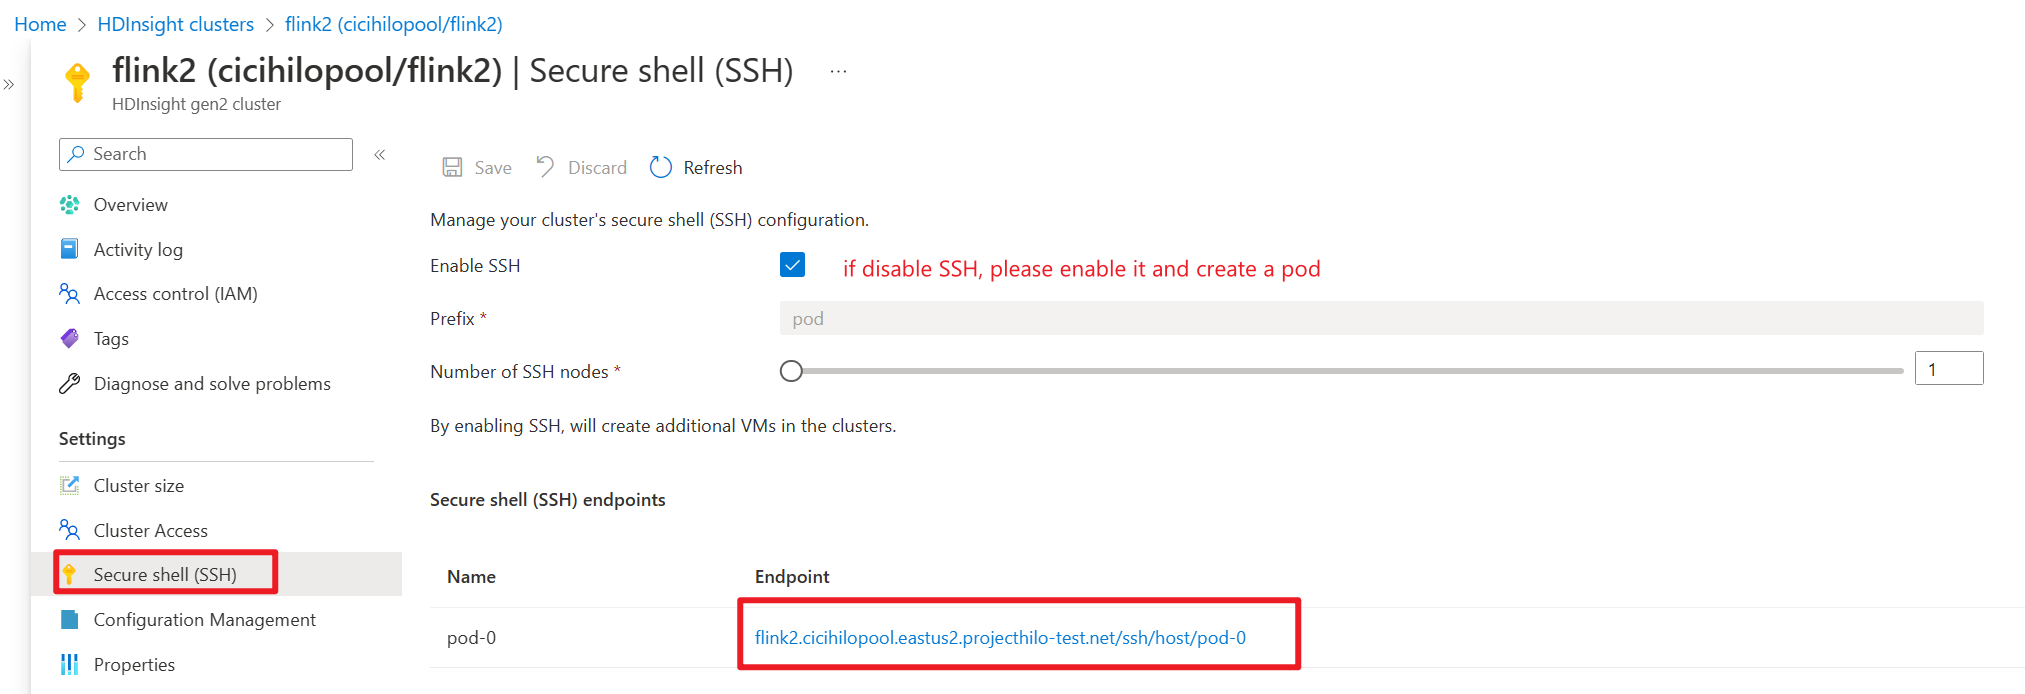 Home > HDInsight clusters > flink2 (cicihilopool/flink2)
flink2 (cicihilopool/flink2) | Secure shell (SSH) ...
HDInsight gen2 cluster
Search
Overview
Activity log
Access control (IAM)
Tags
Diagnose and solve problems
Settings
Cluster size
Cluster Access
Secure shell (SSH)
Configuration Management
Properties
Save Discard Refresh
Manage your cluster's secure shell (SSH) configuration.
Enable SSH if disable SSH, please enable it and create a pod
Prefix * pod
Number of SSH nodes * 1
By enabling SSH, will create additional VMs in the clusters.
Secure shell (SSH) endpoints
Name Endpoint
pod-0 flink2.cicihilopool.eastus2.projecthilo-test.net/ssh/host/pod-0